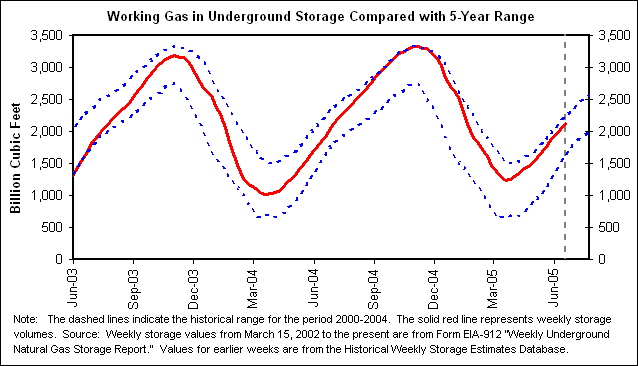 Working Gas in Underground Storage Compared with 5-Year Range
Billion Cubic Feet
3,500
3,000
2,500
2,000
1,500
1,000
500
0
3,500
3,000
2,500
2,000
1,500
1,000
500
0
Jun-03
Sep-03
Dec-03
Mar-04
Jun-04
Sep-04
Dec-04
Mar-05
Jun-05
Note: The dashed lines indicate the historical range for the period 2000-2004. The solid red line represents weekly storage
volumes. Source: Weekly storage values from March 15, 2002 to the present are from Form EIA-912 "Weekly Underground
Natural Gas Storage Report." Values for earlier weeks are from the Historical Weekly Storage Estimates Database.